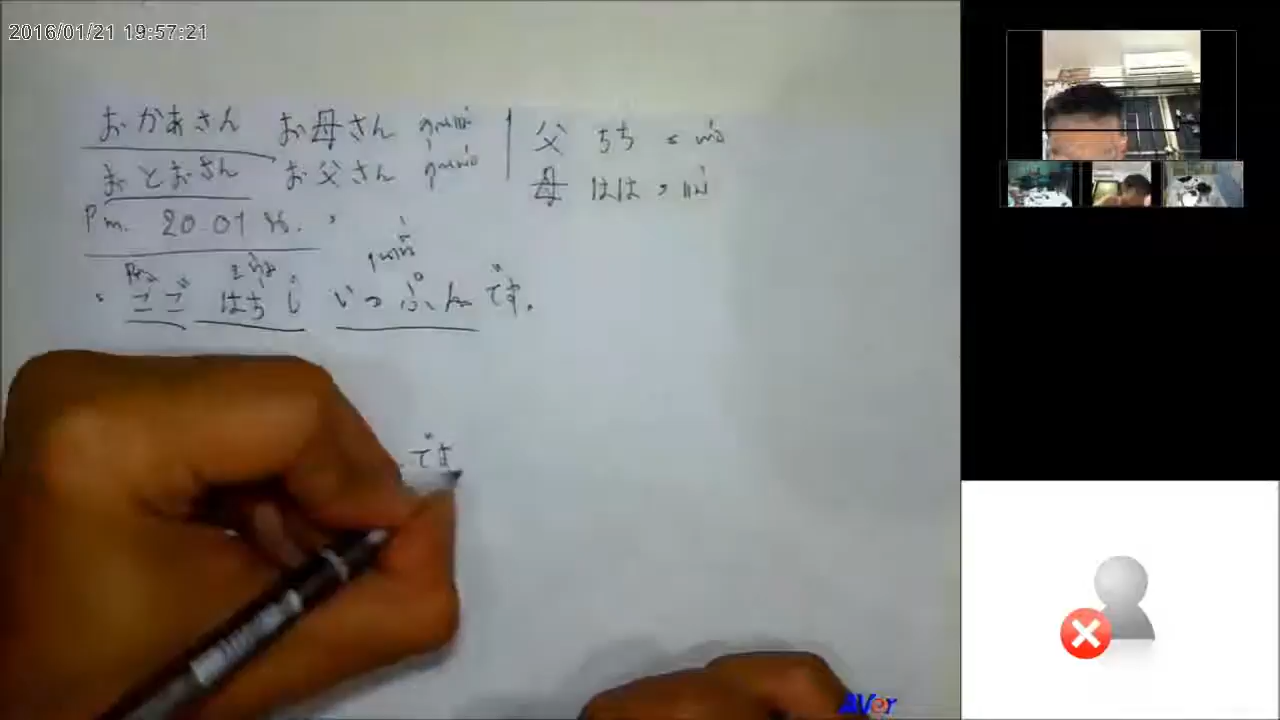 2016/01/21 19:57:21
おかあさん お母さん คุณแม่
おとおさん お父さん คุณพ่อ
父 ちち = พ่อ
母 はは = แม่
Pm. 20.01 น.
Pm
ごご はちじ いっぷん です.
です
AVer